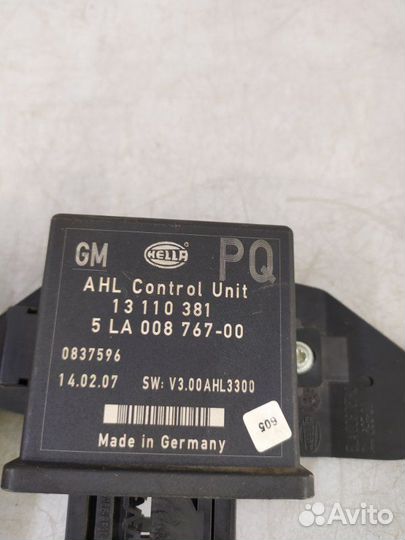 GM HELLA PQ
AHL Control Unit
13 110 381
5 LA 008 767-00
0837596
14.02.07 SW: V3.00AHL3300
605
Made in Germany
Avito